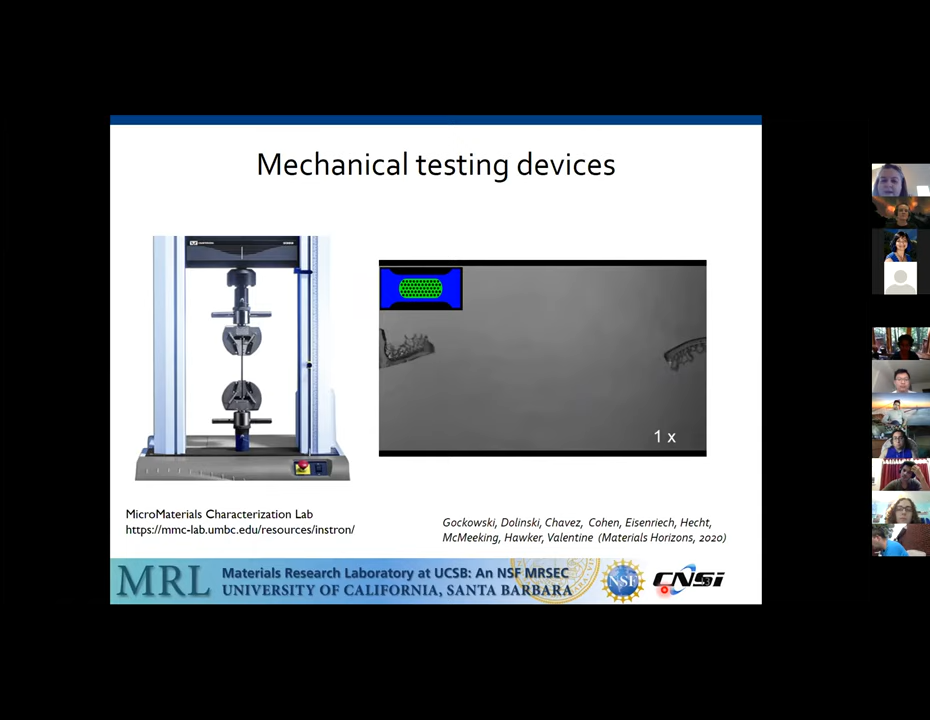 Mechanical testing devices
1 x
MicroMaterials Characterization Lab
https://mmc-lab.umbc.edu/resources/instron/
Gockowski, Dolinski, Chavez, Cohen, Eisenriech, Hecht,
McMeeking, Hawker, Valentine (Materials Horizons, 2020)
MRL
Materials Research Laboratory at UCSB: An NSF MRSEC
UNIVERSITY OF CALIFORNIA, SANTA BARBARA
NSF
CNSI